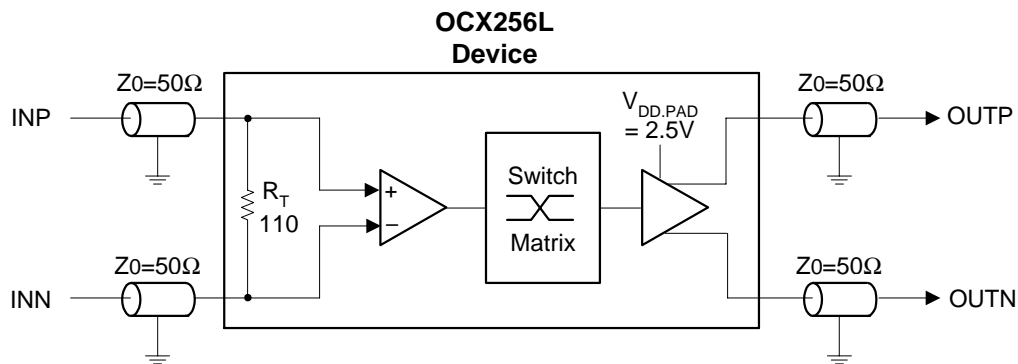 OCX256L
Device
Z0=50Ω
Z0=50Ω
INP
OUTP
VDD.PAD
= 2.5V
RT
110
+
−
Switch
Matrix
Z0=50Ω
Z0=50Ω
INN
OUTN